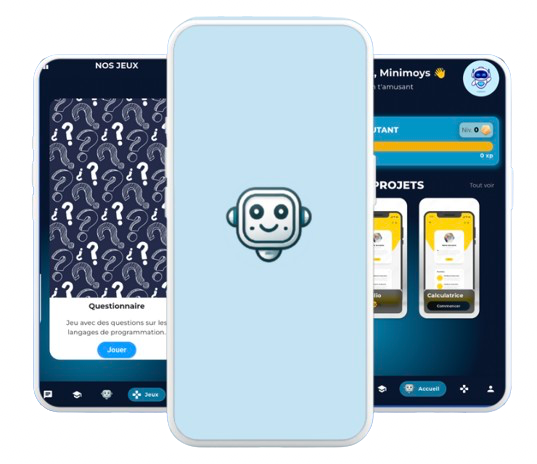 NOS JEUX
Questionnaire
Jeu avec des questions sur les
langages de programmation.
Jouer
Jeux
, Minimoys 👋
t'amusant
UTANT
Niv. 0
0 xp
PROJETS
Tout voir
Calculatrice
Commencer
Accueil